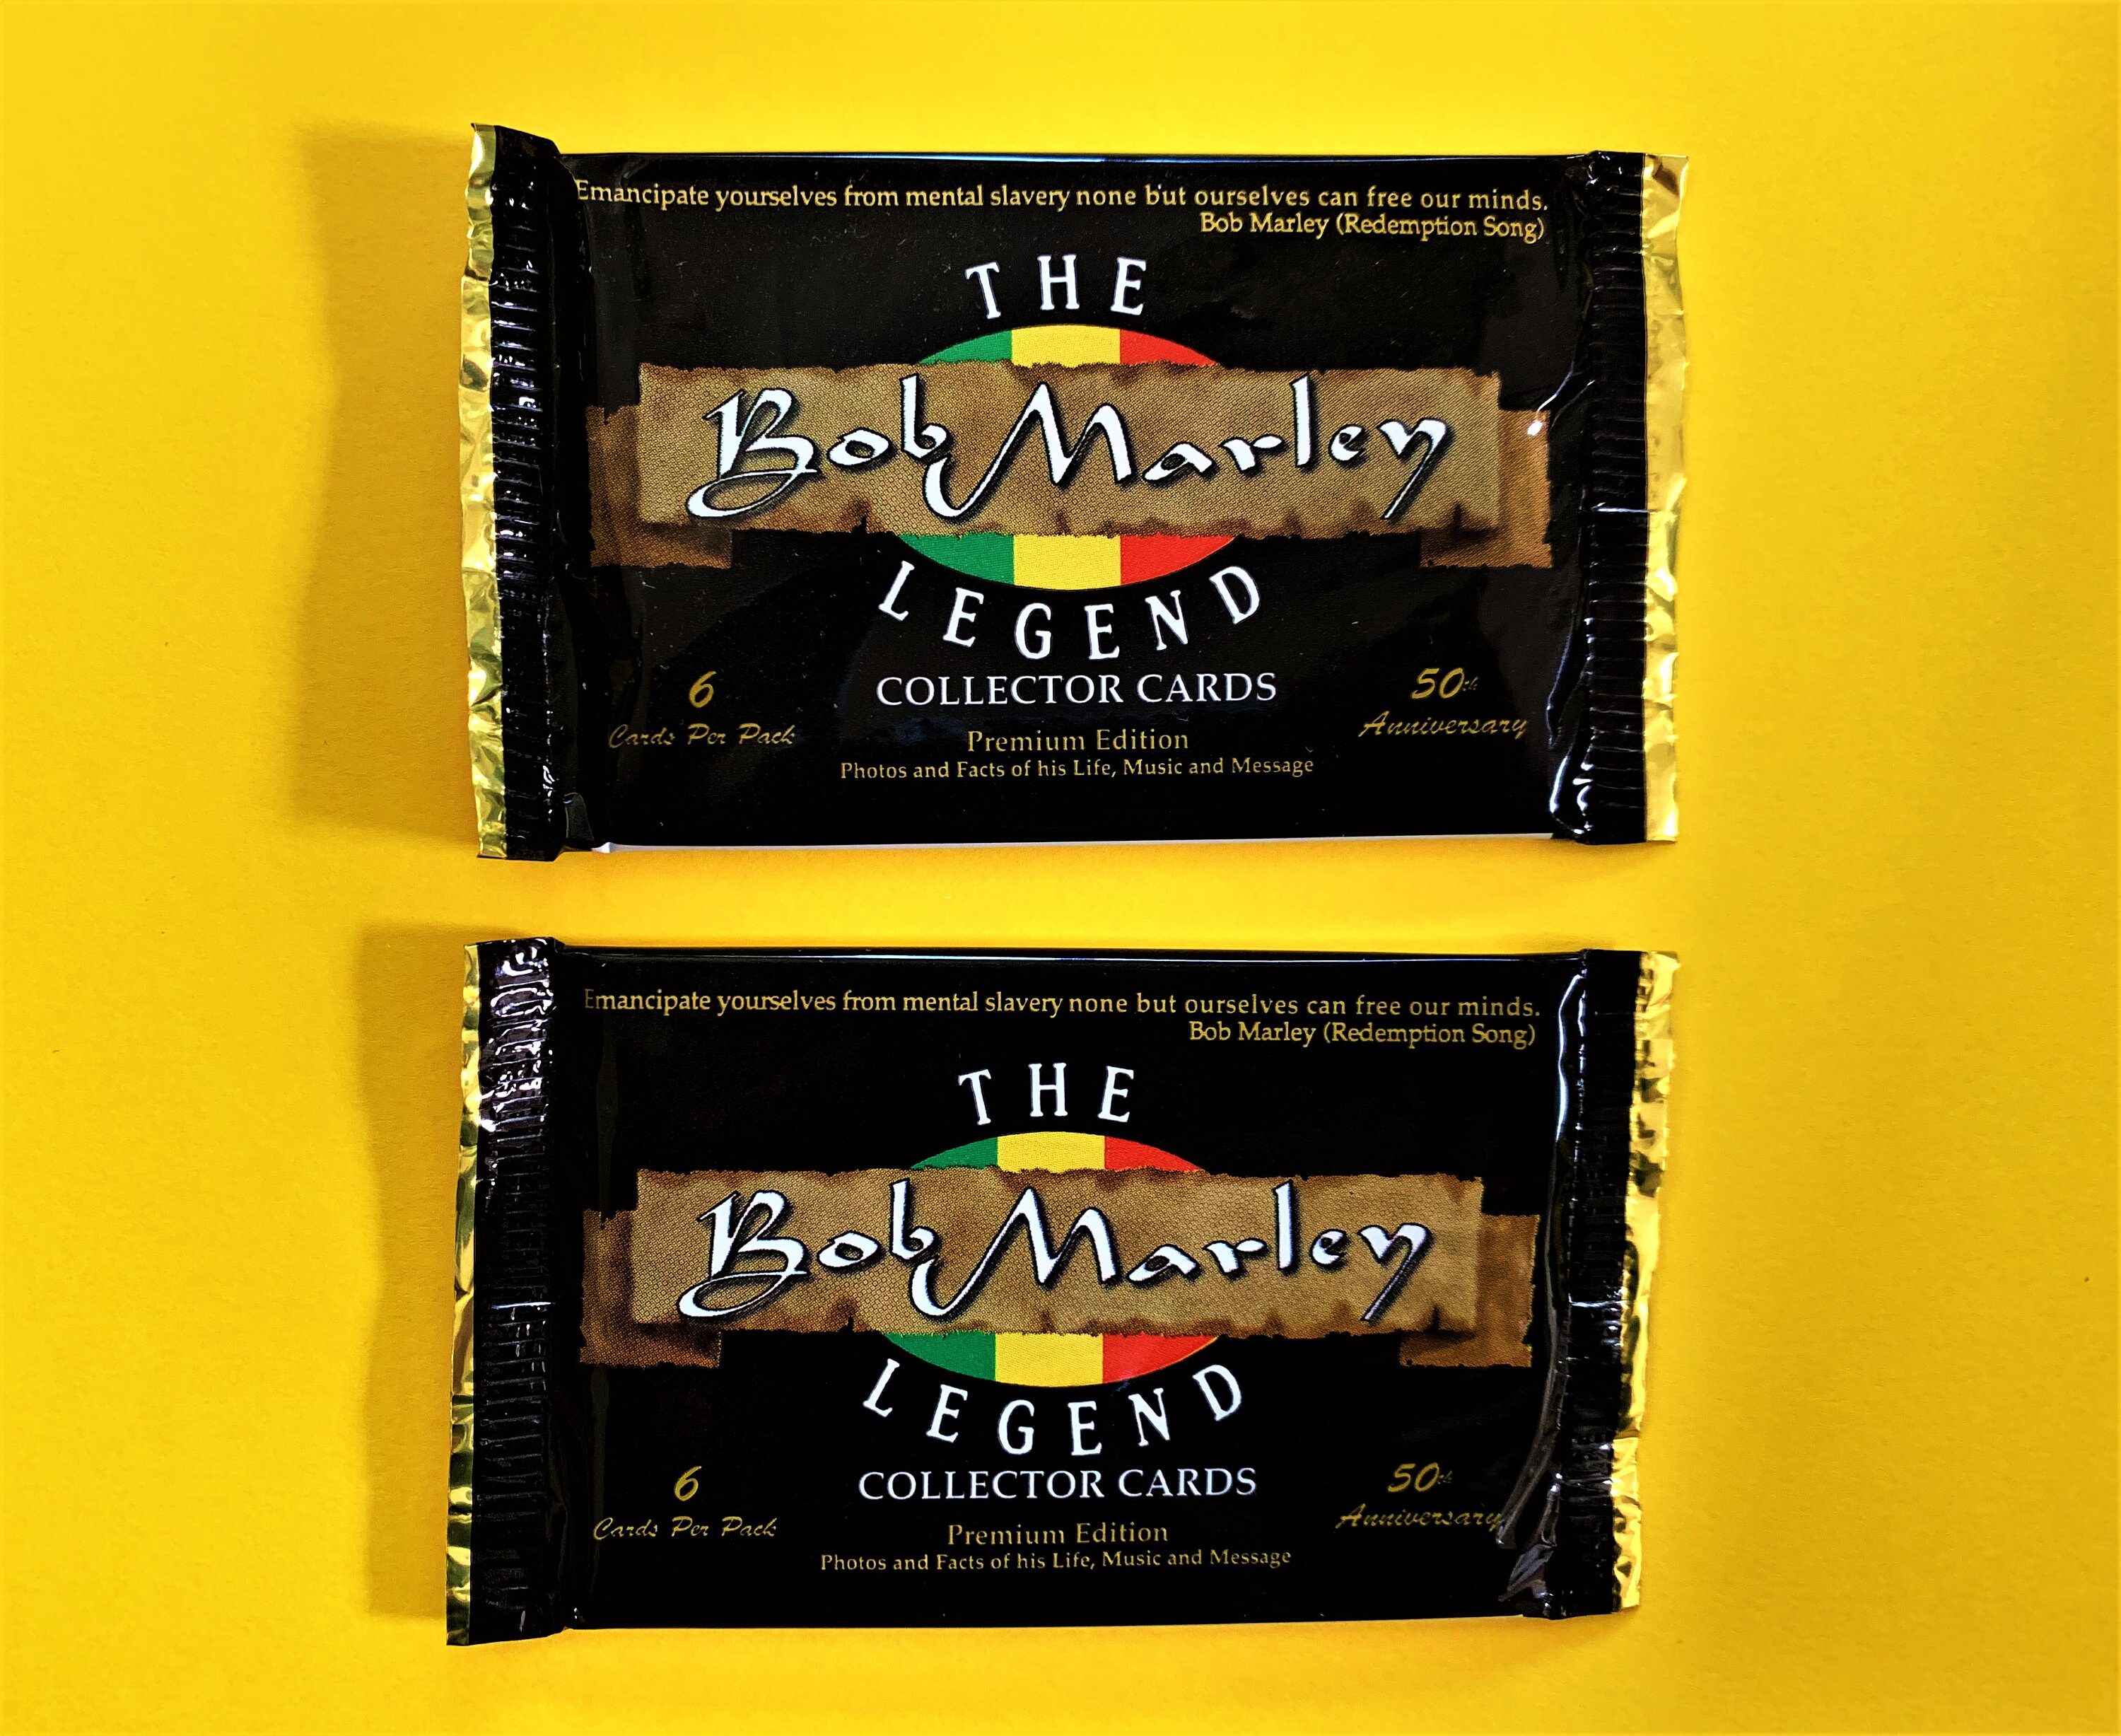 Emancipate yourselves from mental slavery none but ourselves can free our minds.
Bob Marley (Redemption Song)
THE
Bob Marley
LEGEND
COLLECTOR CARDS
6
Cards Per Pack
50th
Anniversary
Premium Edition
Photos and Facts of his Life, Music and Message
Emancipate yourselves from mental slavery none but ourselves can free our minds.
Bob Marley (Redemption Song)
THE
Bob Marley
LEGEND
COLLECTOR CARDS
6
Cards Per Pack
50th
Anniversary
Premium Edition
Photos and Facts of his Life, Music and Message